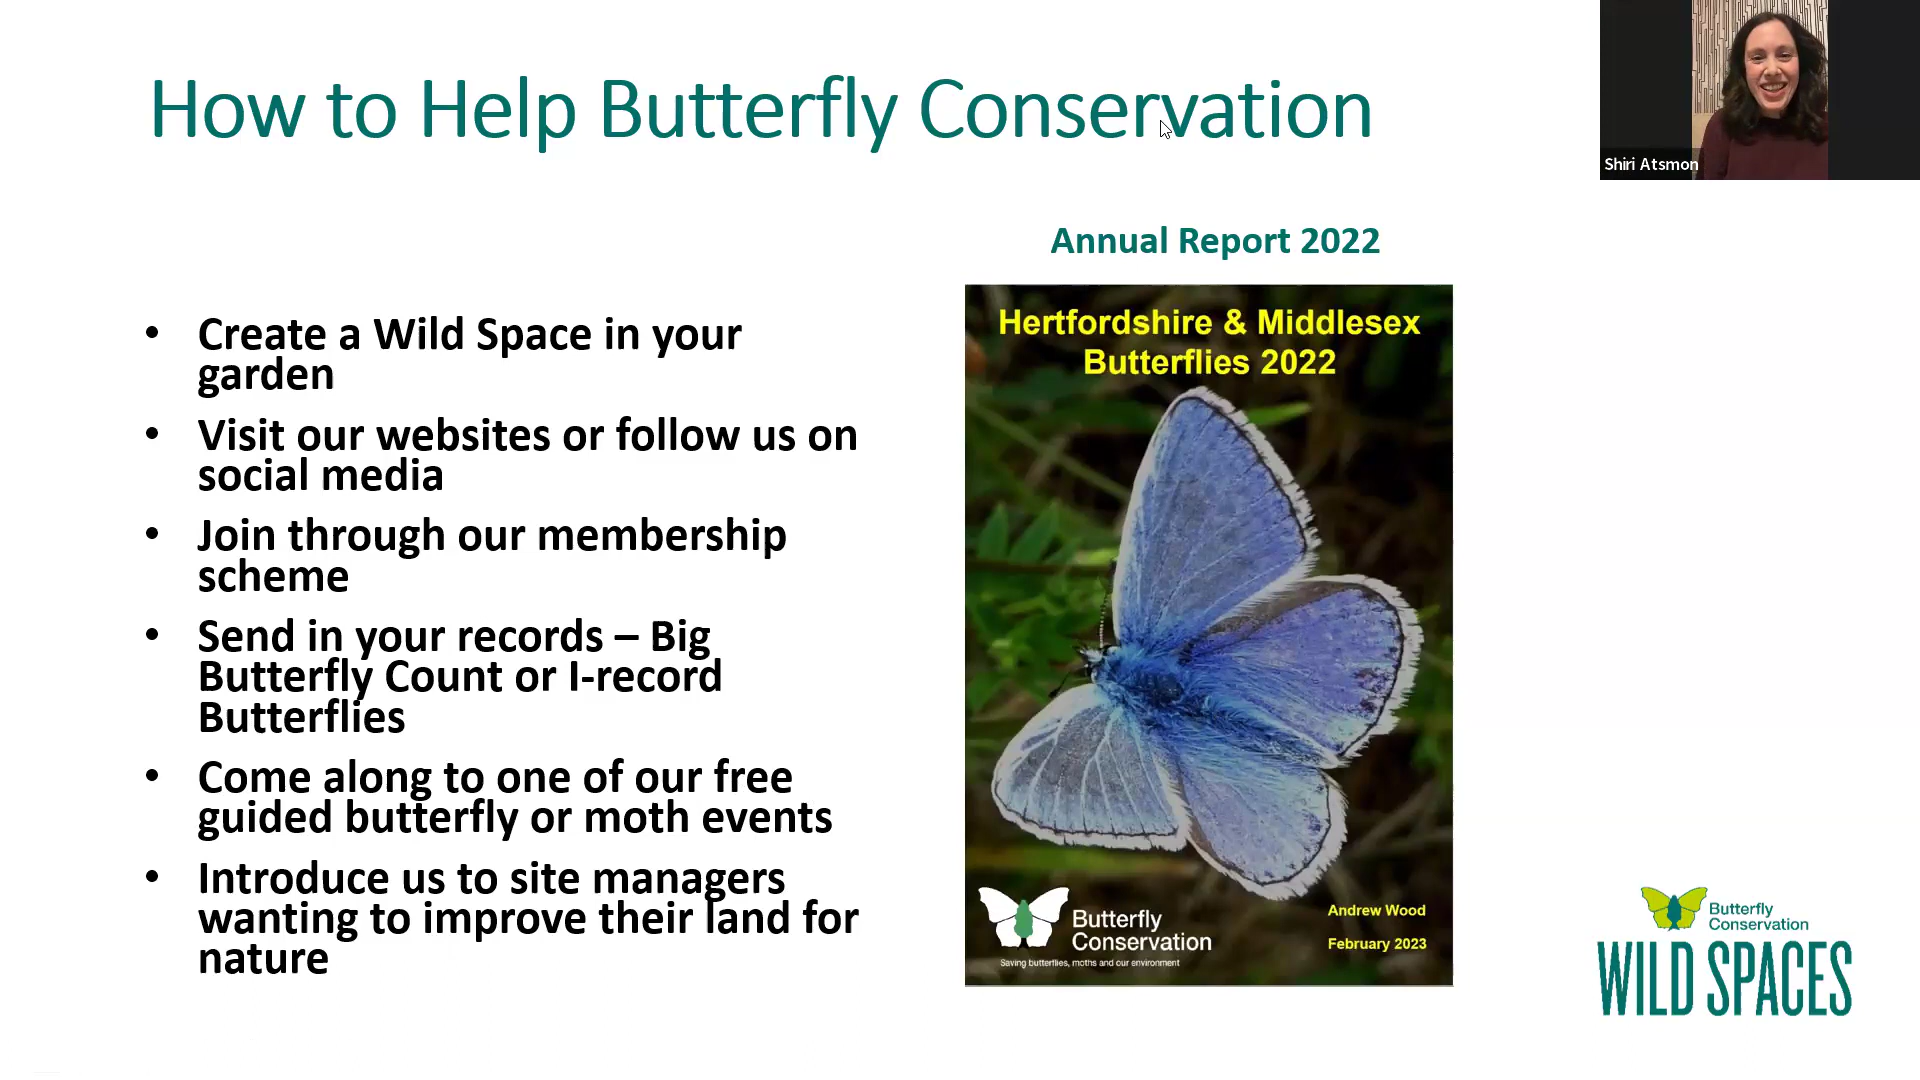 How to Help Butterfly Conservation
Shiri Atsmon
Annual Report 2022
• Create a Wild Space in your
garden
• Visit our websites or follow us on
social media
• Join through our membership
scheme
• Send in your records – Big
Butterfly Count or I-record
Butterflies
• Come along to one of our free
guided butterfly or moth events
• Introduce us to site managers
wanting to improve their land for
nature
Hertfordshire & Middlesex
Butterflies 2022
Butterfly
Conservation
Saving butterflies, moths and our environment
Andrew Wood
February 2023
Butterfly
Conservation
WILD SPACES